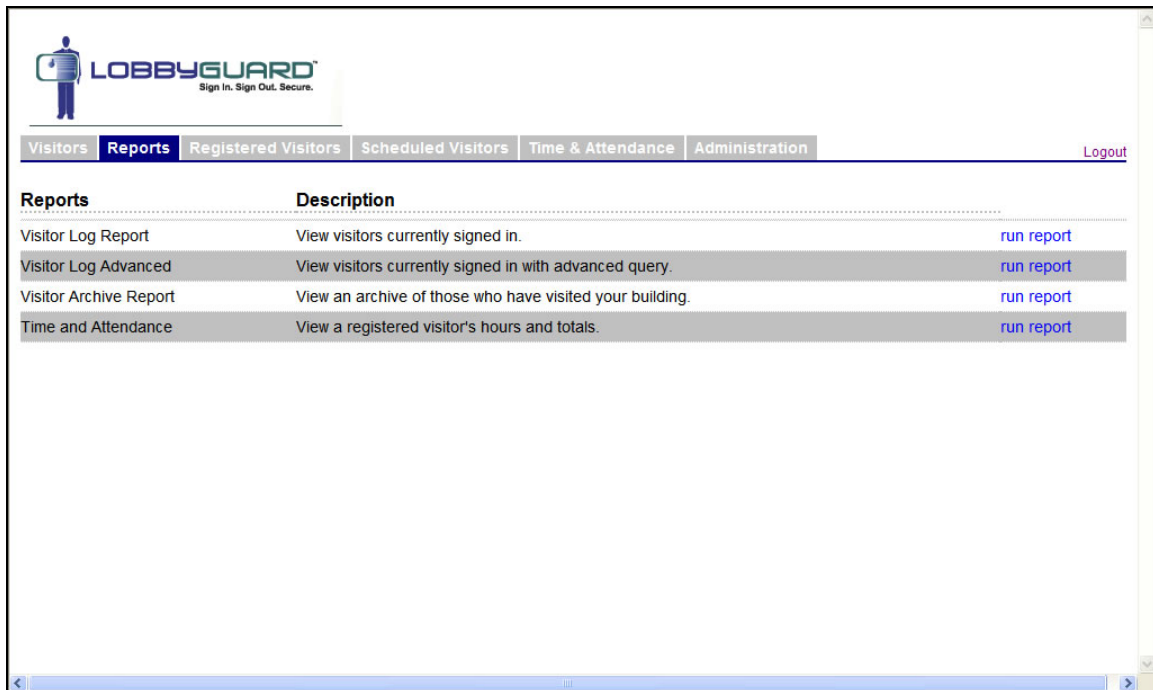 LOBBYGUARD™
Sign In. Sign Out. Secure.
Visitors Reports Registered Visitors Scheduled Visitors Time & Attendance Administration Logout
Reports Description
Visitor Log Report View visitors currently signed in. run report
Visitor Log Advanced View visitors currently signed in with advanced query. run report
Visitor Archive Report View an archive of those who have visited your building. run report
Time and Attendance View a registered visitor's hours and totals. run report